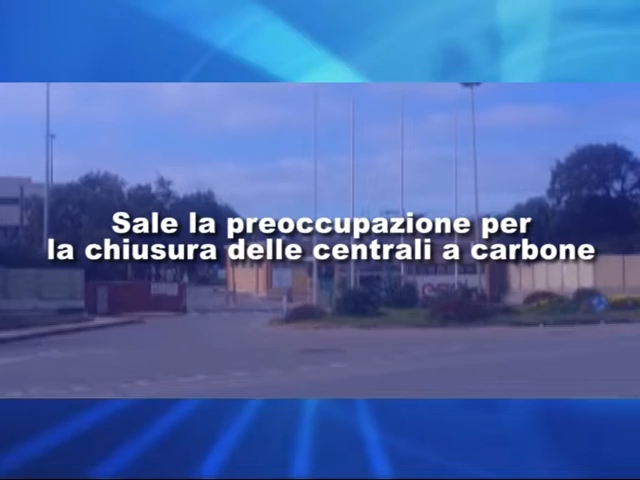 Sale la preoccupazione per
la chiusura delle centrali a carbone